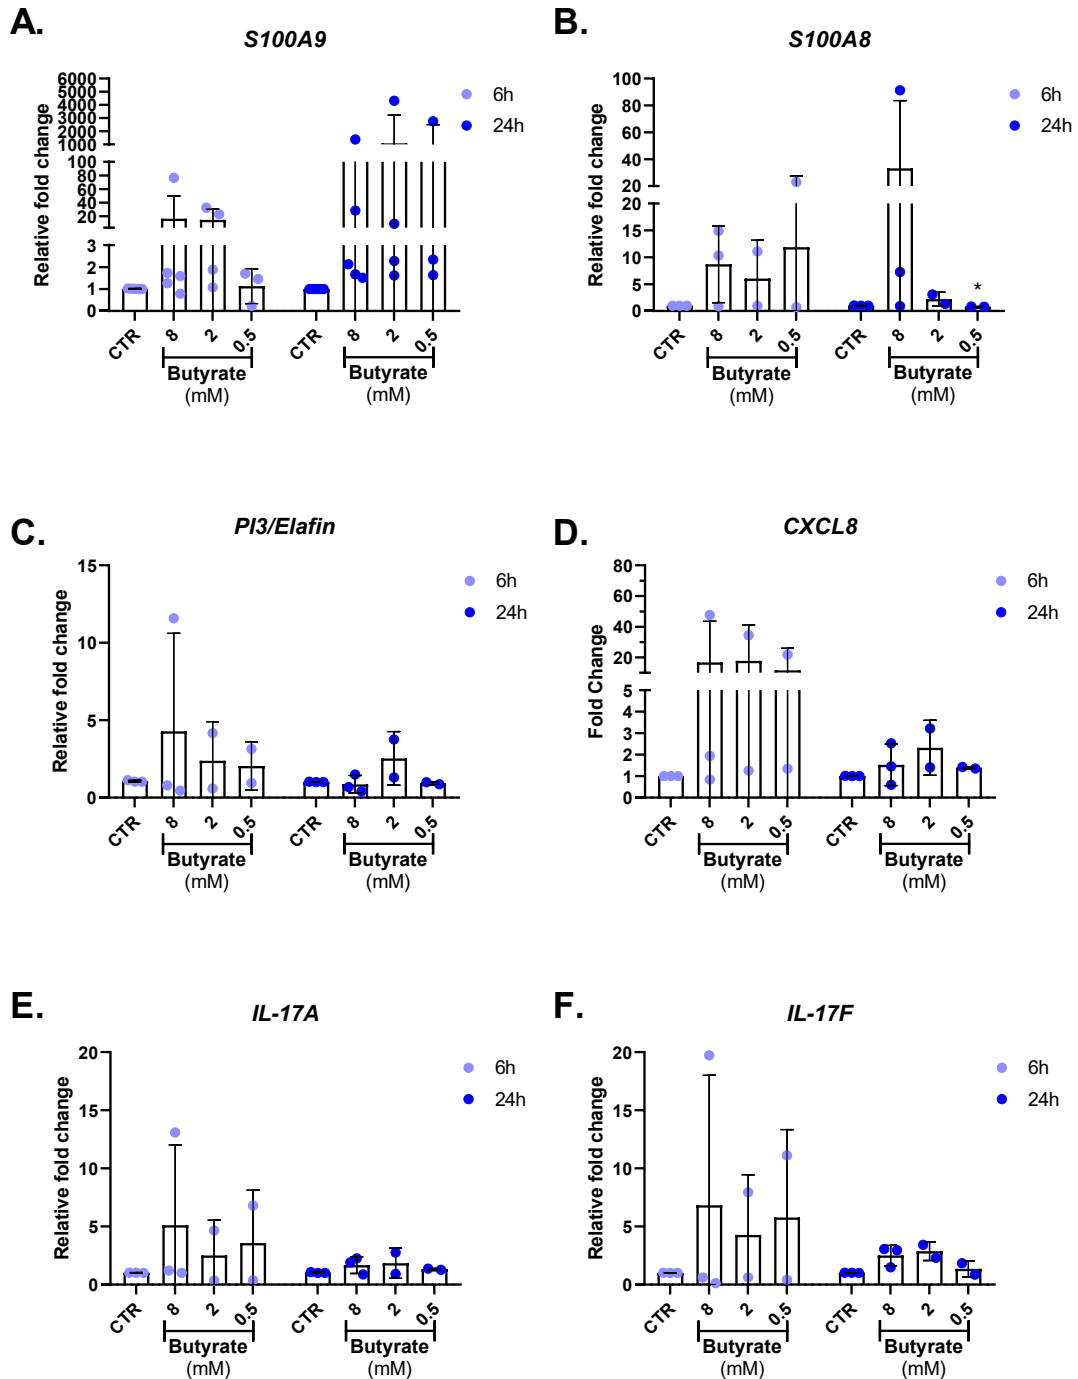 A.
S100A9
Relative fold change
6000
5000
4000
3000
2000
1000
100
80
60
40
20
3
2
1
0
CTR
8
2
0.5
CTR
8
2
0.5
Butyrate
(mM)
Butyrate
(mM)
6h
24h
B.
S100A8
Relative fold change
100
80
60
40
20
20
15
10
5
0
*
CTR
8
2
0.5
CTR
8
2
0.5
Butyrate
(mM)
Butyrate
(mM)
6h
24h
C.
PI3/Elafin
Relative fold change
15
10
5
0
CTR
8
2
0.5
CTR
8
2
0.5
Butyrate
(mM)
Butyrate
(mM)
6h
24h
D.
CXCL8
Fold Change
80
60
40
20
5
4
3
2
1
0
CTR
8
2
0.5
CTR
8
2
0.5
Butyrate
(mM)
Butyrate
(mM)
6h
24h
E.
IL-17A
Relative fold change
20
15
10
5
0
CTR
8
2
0.5
CTR
8
2
0.5
Butyrate
(mM)
Butyrate
(mM)
6h
24h
F.
IL-17F
Relative fold change
20
15
10
5
0
CTR
8
2
0.5
CTR
8
2
0.5
Butyrate
(mM)
Butyrate
(mM)
6h
24h